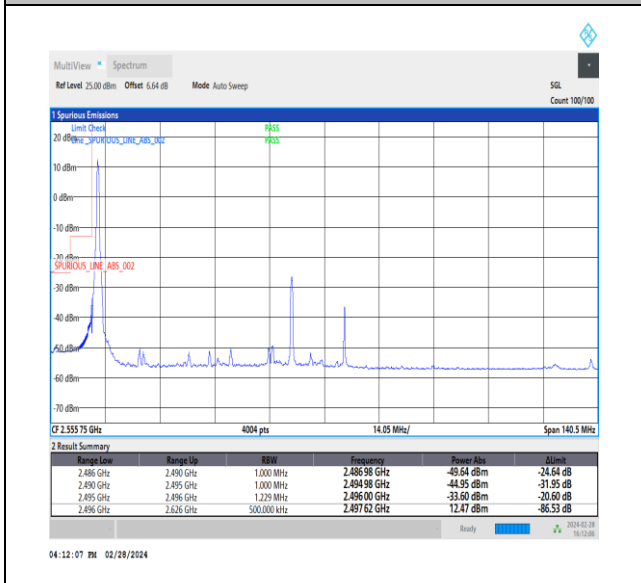 MultiView Spectrum
Ref Level 25.00 dBm Offset 6.64 dB Mode Auto Sweep SGL
Count 100/100
1 Spurious Emissions
Limit Check PASS
20 dBm Line _SPURIOUS_LINE_ABS_002 PASS
10 dBm
0 dBm
-10 dBm
-20 dBm
_SPURIOUS_LINE_ABS_002
-30 dBm
-40 dBm
-50 dBm
-60 dBm
-70 dBm
CF 2.555 75 GHz 4004 pts 14.05 MHz/ Span 140.5 MHz
2 Result Summary
Range Low Range Up RBW Frequency Power Abs ΔLimit
2.486 GHz 2.490 GHz 1.000 MHz 2.486 98 GHz -49.64 dBm -24.64 dB
2.490 GHz 2.495 GHz 1.000 MHz 2.494 98 GHz -44.95 dBm -31.95 dB
2.495 GHz 2.496 GHz 1.229 MHz 2.496 00 GHz -33.60 dBm -20.60 dB
2.496 GHz 2.626 GHz 500.000 kHz 2.497 62 GHz 12.47 dBm -86.53 dB
Ready 2024-02-28
16:12:06
04:12:07 PM 02/28/2024